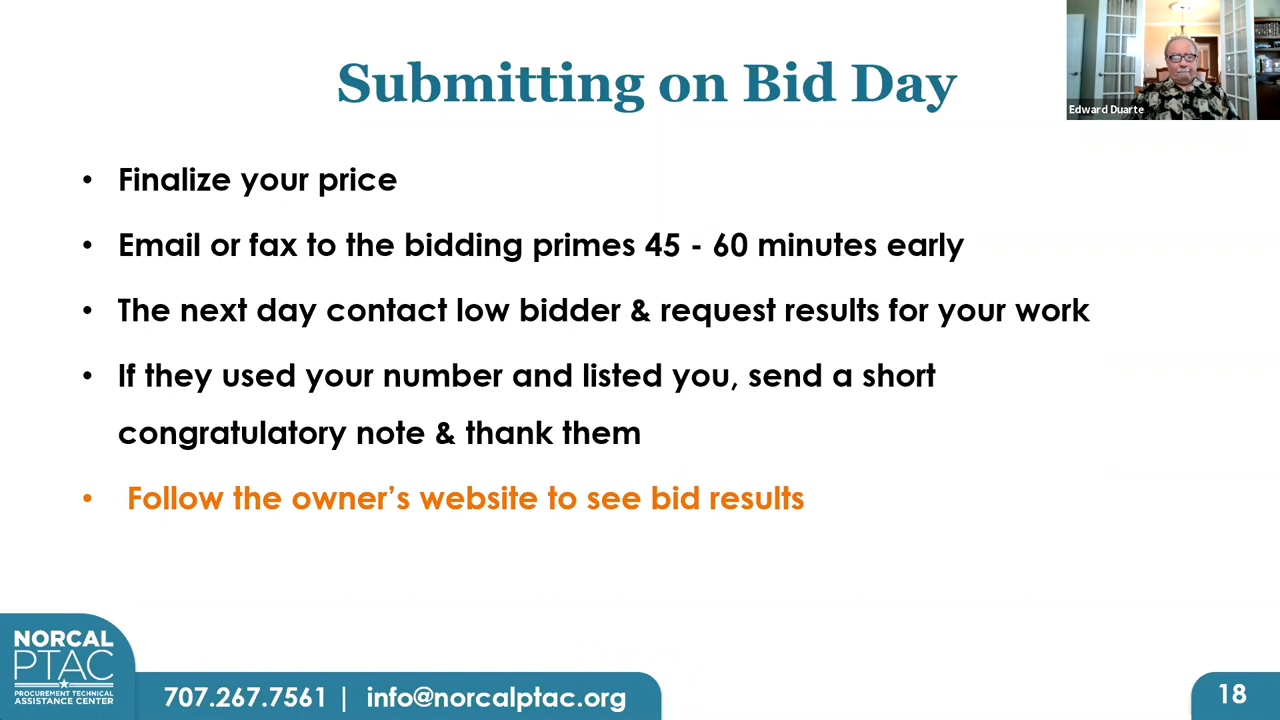 Submitting on Bid Day
Edward Duarte
• Finalize your price
• Email or fax to the bidding primes 45 - 60 minutes early
• The next day contact low bidder & request results for your work
• If they used your number and listed you, send a short
congratulatory note & thank them
• Follow the owner’s website to see bid results
NORCAL
PTAC
PROCUREMENT TECHNICAL
ASSISTANCE CENTER
707.267.7561 | info@norcalptac.org
18